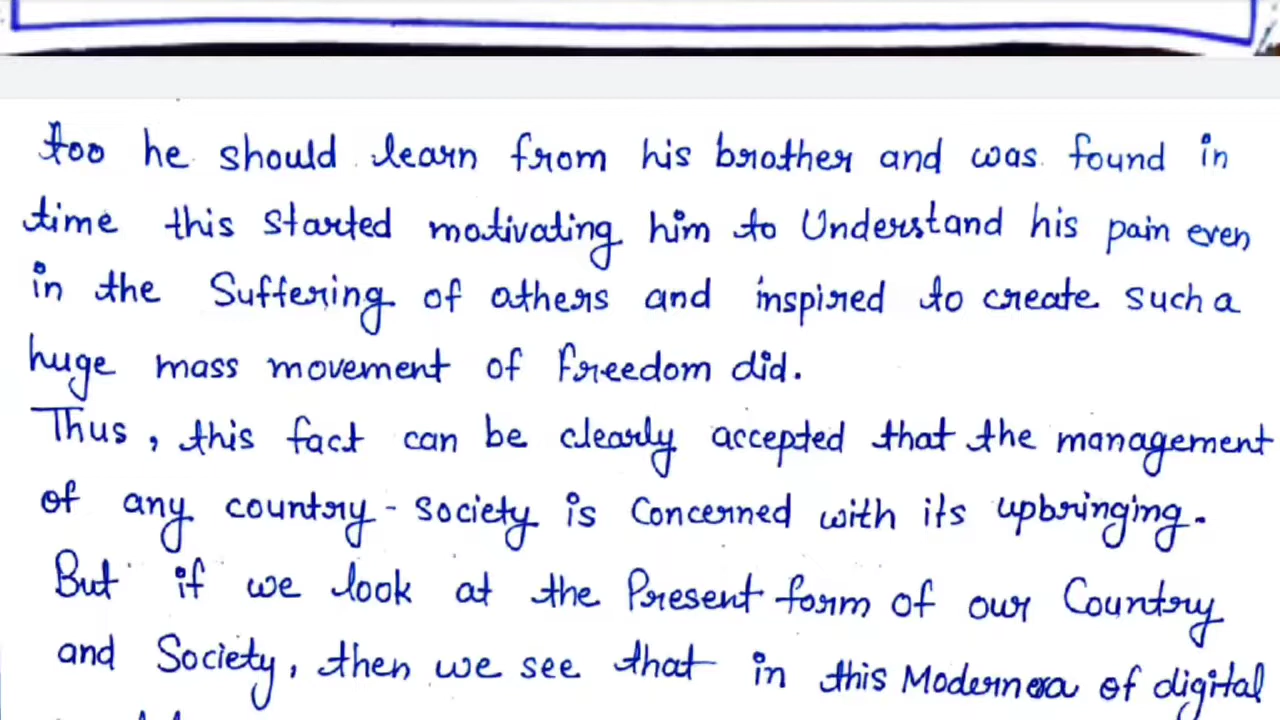 too he should learn from his brother and was found in
time this started motivating him to Understand his pain even
in the Suffering of others and inspired to create such a
huge mass movement of freedom did.
Thus, this fact can be clearly accepted that the management
of any country - society is concerned with its upbringing.
But if we look at the Present form of our Country
and Society, then we see that in this Modern era of digital